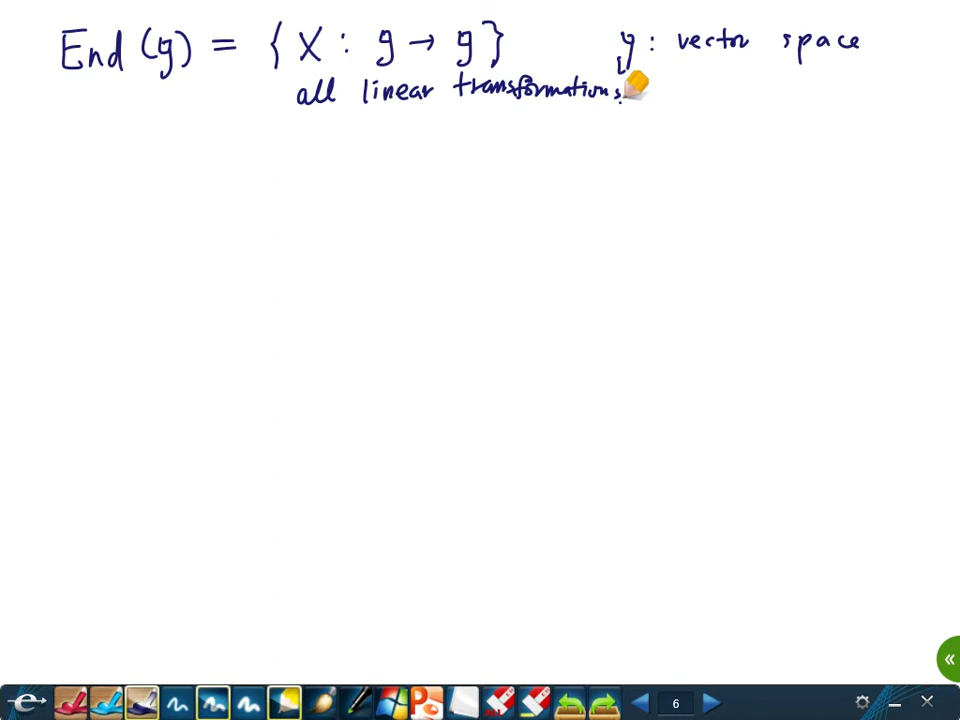 End(g) = { X : g → g }    g : vector space
all linear transformations.
6